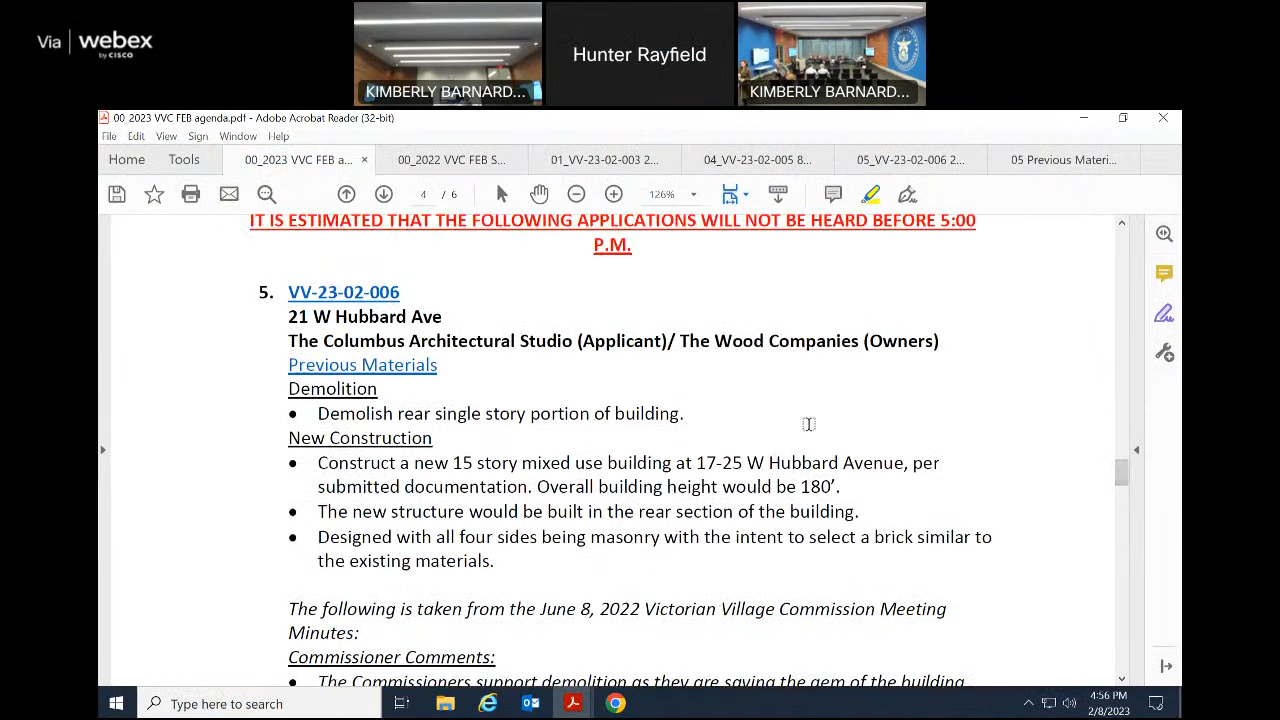 Via webex
by CISCO
KIMBERLY BARNARD...
Hunter Rayfield
KIMBERLY BARNARD...
00_2023 VVC FEB agenda.pdf - Adobe Acrobat Reader (32-bit)
File Edit View Sign Window Help
Home Tools 00_2023 VVC FEB a... × 00_2022 VVC FEB S... 01_VV-23-02-003 2... 04_VV-23-02-005 8... 05_VV-23-02-006 2... 05 Previous Materi...
4 / 6 126%
IT IS ESTIMATED THAT THE FOLLOWING APPLICATIONS WILL NOT BE HEARD BEFORE 5:00
P.M.
5. VV-23-02-006
21 W Hubbard Ave
The Columbus Architectural Studio (Applicant)/ The Wood Companies (Owners)
Previous Materials
Demolition
• Demolish rear single story portion of building.
New Construction
• Construct a new 15 story mixed use building at 17-25 W Hubbard Avenue, per
submitted documentation. Overall building height would be 180’.
• The new structure would be built in the rear section of the building.
• Designed with all four sides being masonry with the intent to select a brick similar to
the existing materials.
The following is taken from the June 8, 2022 Victorian Village Commission Meeting
Minutes:
Commissioner Comments:
• The Commissioners support demolition as they are saving the gem of the building
Type here to search
4:56 PM
2/8/2023